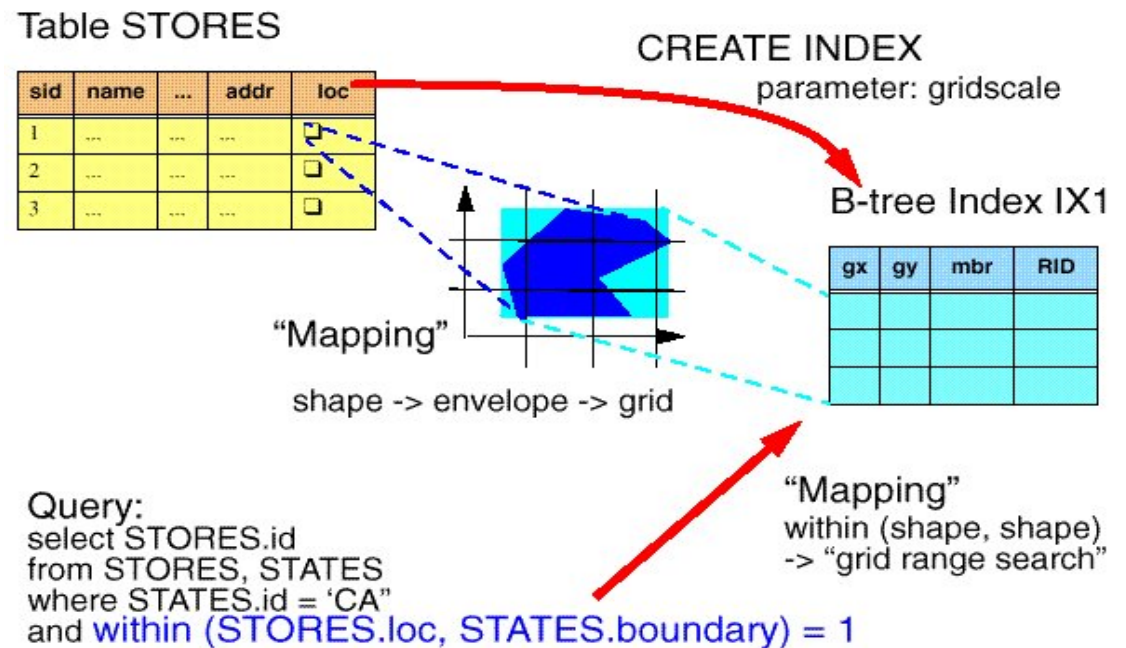 Table STORES
CREATE INDEX
parameter: gridscale
sid name ... addr loc
1 ... ... ...
2 ... ... ...
3 ... ... ...
B-tree Index IX1
gx gy mbr RID
“Mapping”
shape -> envelope -> grid
“Mapping”
within (shape, shape)
-> “grid range search”
Query:
select STORES.id
from STORES, STATES
where STATES.id = ‘CA”
and within (STORES.loc, STATES.boundary) = 1